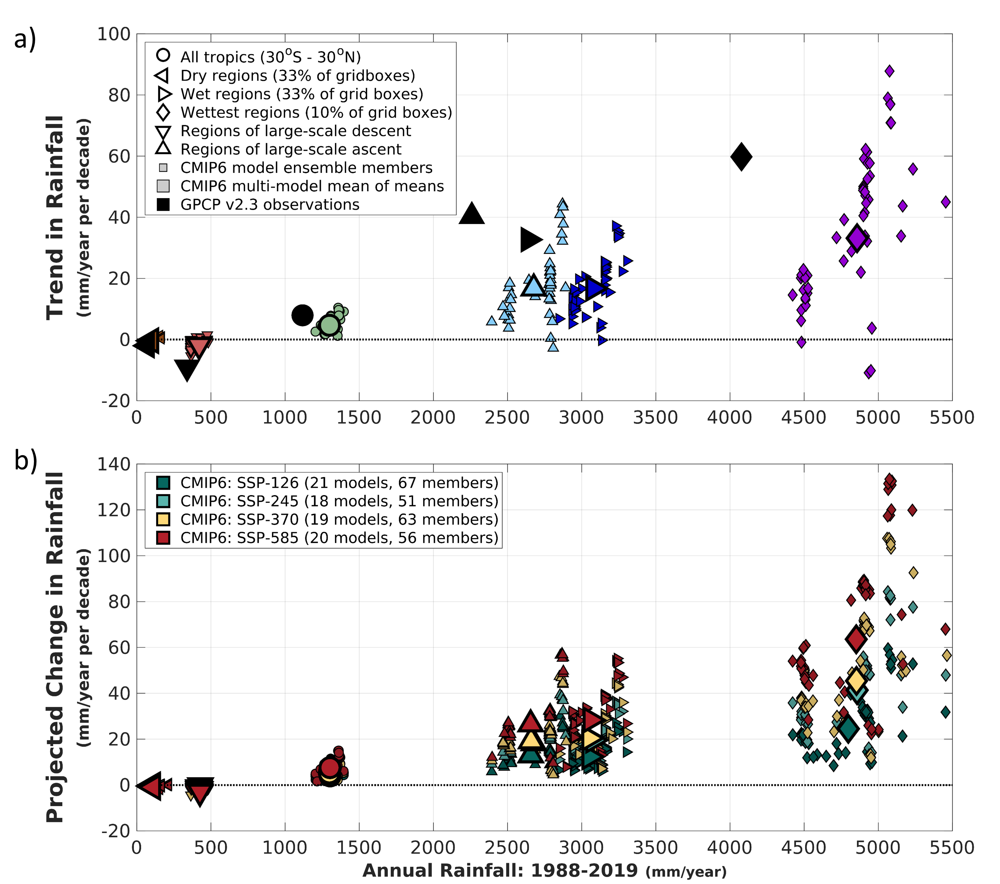 a)
Trend in Rainfall
(mm/year per decade)
100
80
60
40
20
0
-20
All tropics (30°S - 30°N)
Dry regions (33% of gridboxes)
Wet regions (33% of grid boxes)
Wettest regions (10% of grid boxes)
Regions of large-scale descent
Regions of large-scale ascent
CMIP6 model ensemble members
CMIP6 multi-model mean of means
GPCP v2.3 observations
0 500 1000 1500 2000 2500 3000 3500 4000 4500 5000 5500
b)
Projected Change in Rainfall
(mm/year per decade)
140
120
100
80
60
40
20
0
-20
CMIP6: SSP-126 (21 models, 67 members)
CMIP6: SSP-245 (18 models, 51 members)
CMIP6: SSP-370 (19 models, 63 members)
CMIP6: SSP-585 (20 models, 56 members)
0 500 1000 1500 2000 2500 3000 3500 4000 4500 5000 5500
Annual Rainfall: 1988-2019 (mm/year)